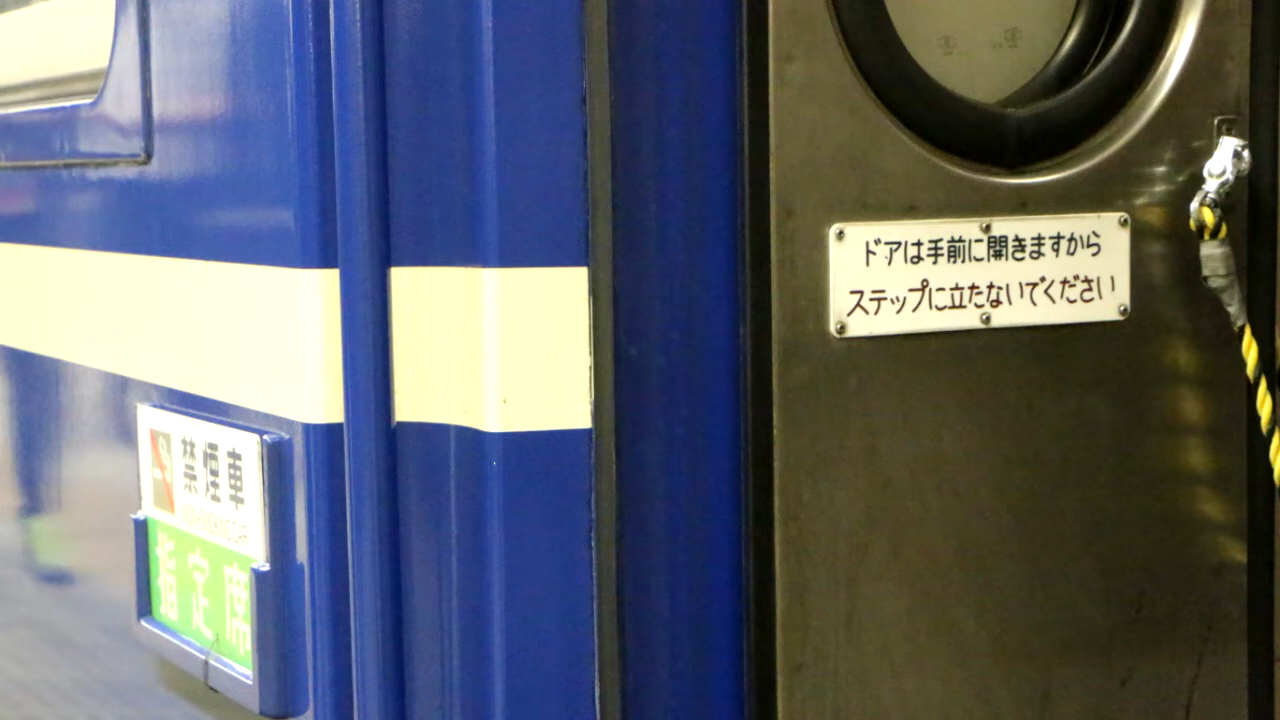 ドアは手前に開きますから
ステップに立たないでください
禁煙車
指定席